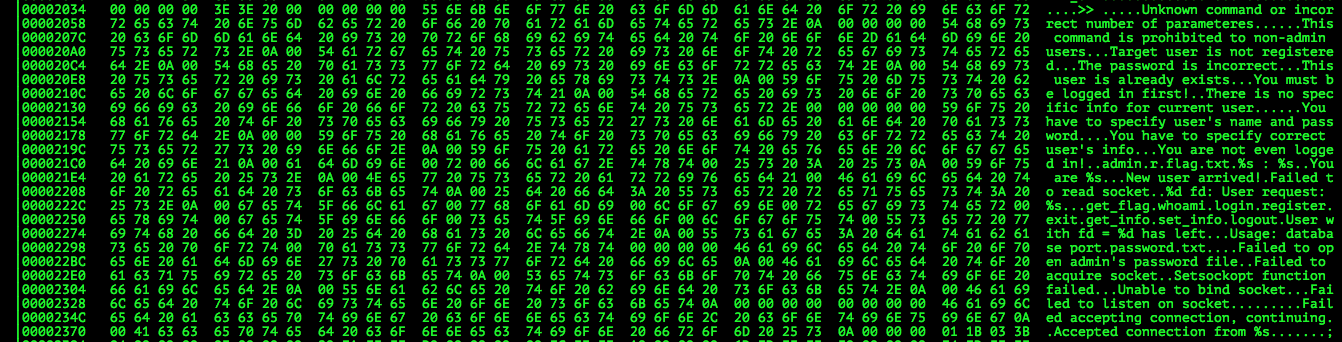 00002034 00 00 00 00 3E 3E 20 00 00 00 00 00 55 6E 6B 6E 6F 77 6E 20 63 6F 6D 6D 61 6E 64 20 6F 72 20 69 6E 63 6F 72 ....>> .....Unknown command or incor
00002058 72 65 63 74 20 6E 75 6D 62 65 72 20 6F 66 20 70 61 72 61 6D 65 74 65 72 65 73 2E 0A 00 00 00 00 54 68 69 73 rect number of parameteres......This
0000207C 20 63 6F 6D 6D 61 6E 64 20 69 73 20 70 72 6F 68 69 62 69 74 65 64 20 74 6F 20 6E 6F 6E 2D 61 64 6D 69 6E 20  command is prohibited to non-admin
000020A0 75 73 65 72 73 2E 0A 00 54 61 72 67 65 74 20 75 73 65 72 20 69 73 20 6E 6F 74 20 72 65 67 69 73 74 65 72 65 users...Target user is not registere
000020C4 64 2E 0A 00 54 68 65 20 70 61 73 73 77 6F 72 64 20 69 73 20 69 6E 63 6F 72 72 65 63 74 2E 0A 00 54 68 69 73 d...The password is incorrect...This
000020E8 20 75 73 65 72 20 69 73 20 61 6C 72 65 61 64 79 20 65 78 69 73 74 73 2E 0A 00 59 6F 75 20 6D 75 73 74 20 62  user is already exists...You must b
0000210C 65 20 6C 6F 67 67 65 64 20 69 6E 20 66 69 72 73 74 21 0A 00 54 68 65 72 65 20 69 73 20 6E 6F 20 73 70 65 63 e logged in first!..There is no spec
00002130 69 66 69 63 20 69 6E 66 6F 20 66 6F 72 20 63 75 72 72 65 6E 74 20 75 73 65 72 2E 0A 00 00 00 00 59 6F 75 20 ific info for current user......You
00002154 68 61 76 65 20 74 6F 20 73 70 65 63 69 66 79 20 75 73 65 72 27 73 20 6E 61 6D 65 20 61 6E 64 20 70 61 73 73 have to specify user's name and pass
00002178 77 6F 72 64 2E 0A 00 00 59 6F 75 20 68 61 76 65 20 74 6F 20 73 70 65 63 69 66 79 20 63 6F 72 72 65 63 74 20 word....You have to specify correct
0000219C 75 73 65 72 27 73 20 69 6E 66 6F 2E 0A 00 59 6F 75 20 61 72 65 20 6E 6F 74 20 65 76 65 6E 20 6C 6F 67 67 65 user's info...You are not even logge
000021C0 64 20 69 6E 21 0A 00 61 64 6D 69 6E 00 72 00 66 6C 61 67 2E 74 78 74 00 25 73 20 3A 20 25 73 0A 00 59 6F 75 d in!..admin.r.flag.txt.%s : %s..You
000021E4 20 61 72 65 20 25 73 2E 0A 00 4E 65 77 20 75 73 65 72 20 61 72 72 69 76 65 64 21 00 46 61 69 6C 65 64 20 74  are %s...New user arrived!.Failed t
00002208 6F 20 72 65 61 64 20 73 6F 63 6B 65 74 0A 00 25 64 20 66 64 3A 20 55 73 65 72 20 72 65 71 75 65 73 74 3A 20 o read socket..%d fd: User request:
0000222C 25 73 2E 0A 00 67 65 74 5F 66 6C 61 67 00 77 68 6F 61 6D 69 00 6C 6F 67 69 6E 00 72 65 67 69 73 74 65 72 00 %s...get_flag.whoami.login.register.
00002250 65 78 69 74 00 67 65 74 5F 69 6E 66 6F 00 73 65 74 5F 69 6E 66 6F 00 6C 6F 67 6F 75 74 00 55 73 65 72 20 77 exit.get_info.set_info.logout.User w
00002274 69 74 68 20 66 64 20 3D 20 25 64 20 68 61 73 20 6C 65 66 74 2E 0A 00 55 73 61 67 65 3A 20 64 61 74 61 62 61 ith fd = %d has left...Usage: databa
00002298 73 65 20 70 6F 72 74 00 70 61 73 73 77 6F 72 64 2E 74 78 74 00 00 00 00 46 61 69 6C 65 64 20 74 6F 20 6F 70 se port.password.txt....Failed to op
000022BC 65 6E 20 61 64 6D 69 6E 27 73 20 70 61 73 73 77 6F 72 64 20 66 69 6C 65 0A 00 46 61 69 6C 65 64 20 74 6F 20 en admin's password file..Failed to
000022E0 61 63 71 75 69 72 65 20 73 6F 63 6B 65 74 0A 00 53 65 74 73 6F 63 6B 6F 70 74 20 66 75 6E 63 74 69 6F 6E 20 acquire socket..Setsockopt function
00002304 66 61 69 6C 65 64 2E 0A 00 55 6E 61 62 6C 65 20 74 6F 20 62 69 6E 64 20 73 6F 63 6B 65 74 2E 0A 00 46 61 69 failed...Unable to bind socket...Fai
00002328 6C 65 64 20 74 6F 20 6C 69 73 74 65 6E 20 6F 6E 20 73 6F 63 6B 65 74 0A 00 00 00 00 00 00 00 00 46 61 69 6C led to listen on socket.........Fail
0000234C 65 64 20 61 63 63 65 70 74 69 6E 67 20 63 6F 6E 6E 65 63 74 69 6F 6E 2C 20 63 6F 6E 74 69 6E 75 69 6E 67 0A ed accepting connection, continuing.
00002370 00 41 63 63 65 70 74 65 64 20 63 6F 6E 6E 65 63 74 69 6F 6E 20 66 72 6F 6D 20 25 73 0A 00 00 00 01 1B 03 3B .Accepted connection from %s.......;